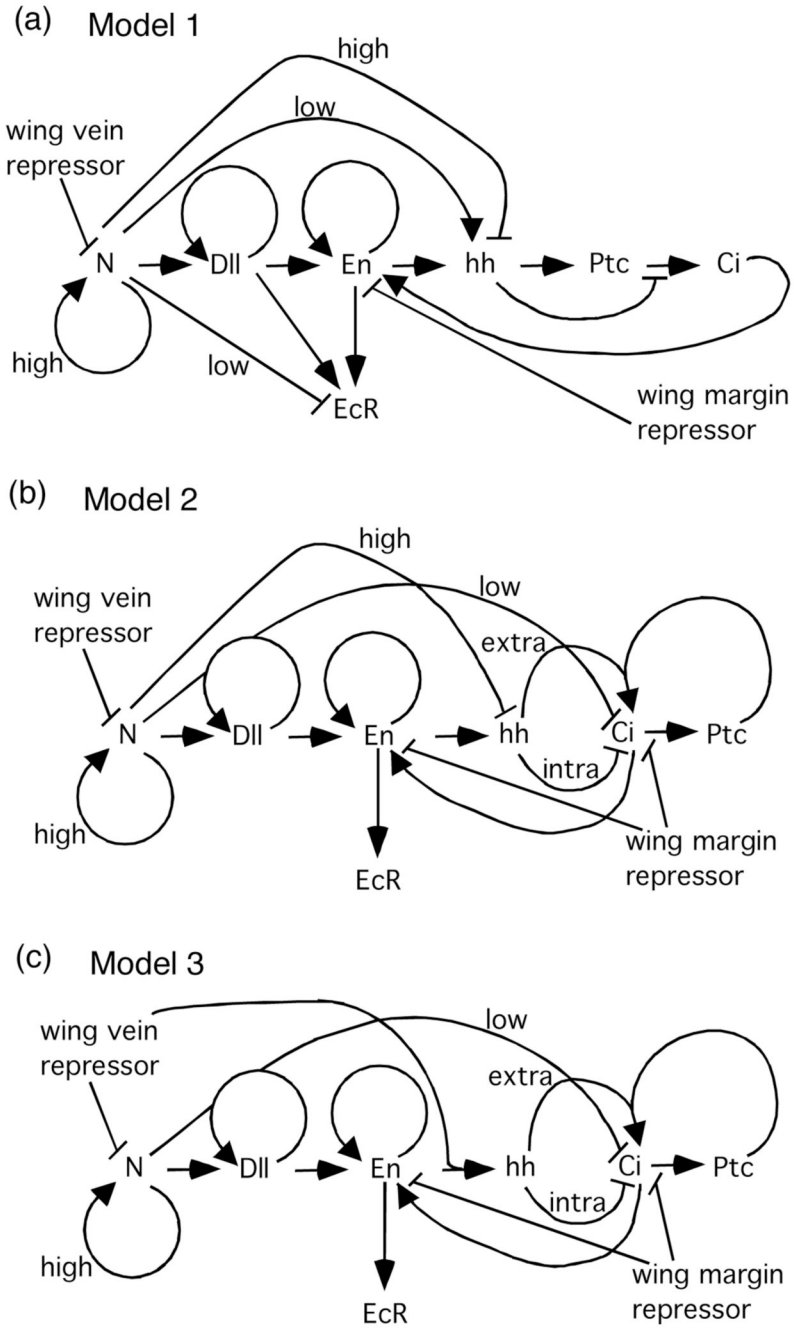 (a) Model 1
high
low
wing vein
repressor
N Dll En hh Ptc Ci
high
low
EcR
wing margin
repressor
(b) Model 2
high
low
wing vein
repressor
extra
N Dll En hh Ci Ptc
intra
high
wing margin
repressor
EcR
(c) Model 3
low
wing vein
repressor
extra
N Dll En hh Ci Ptc
intra
high
wing margin
repressor
EcR